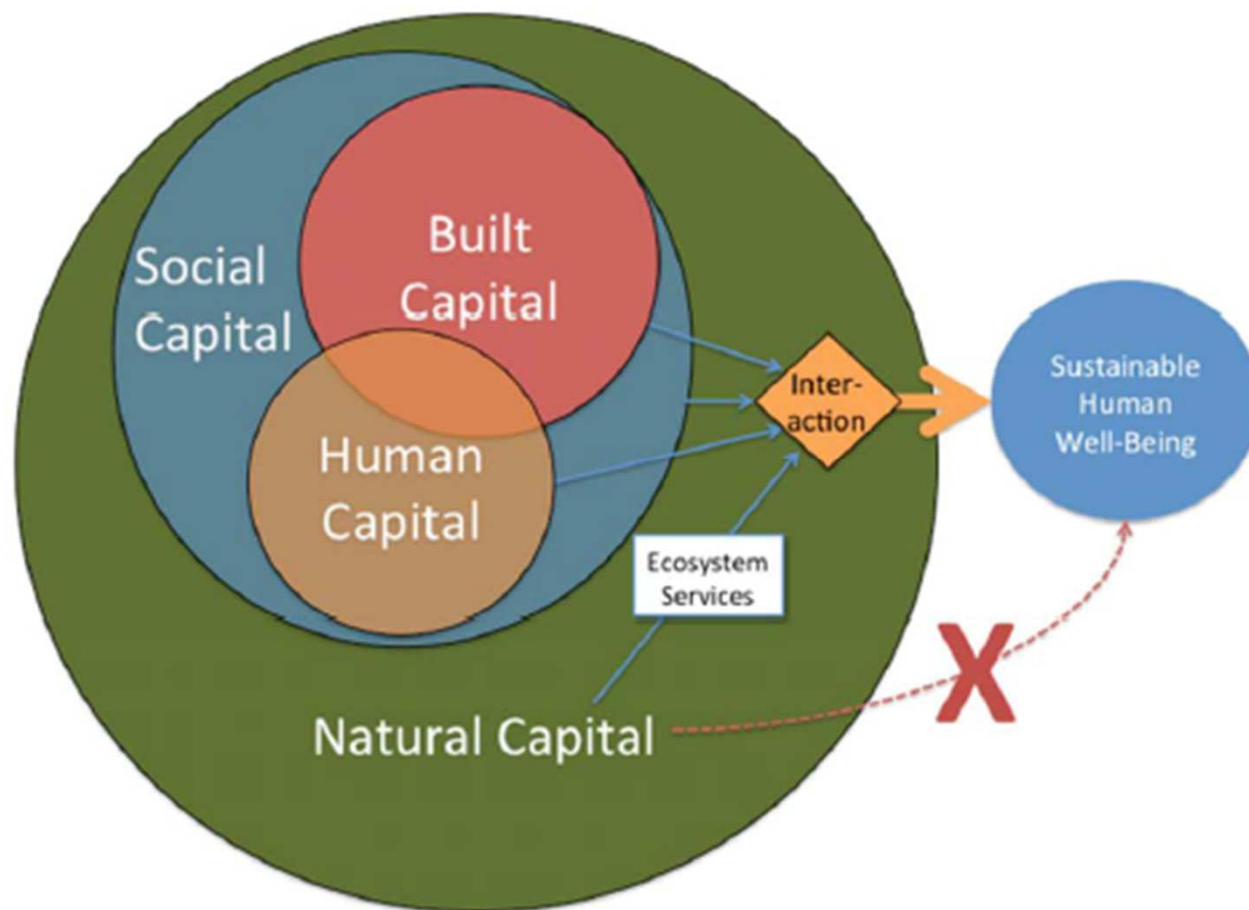 Built
Capital
Social
Capital
Human
Capital
Inter-
action
Sustainable
Human
Well-Being
Ecosystem
Services
Natural Capital
X